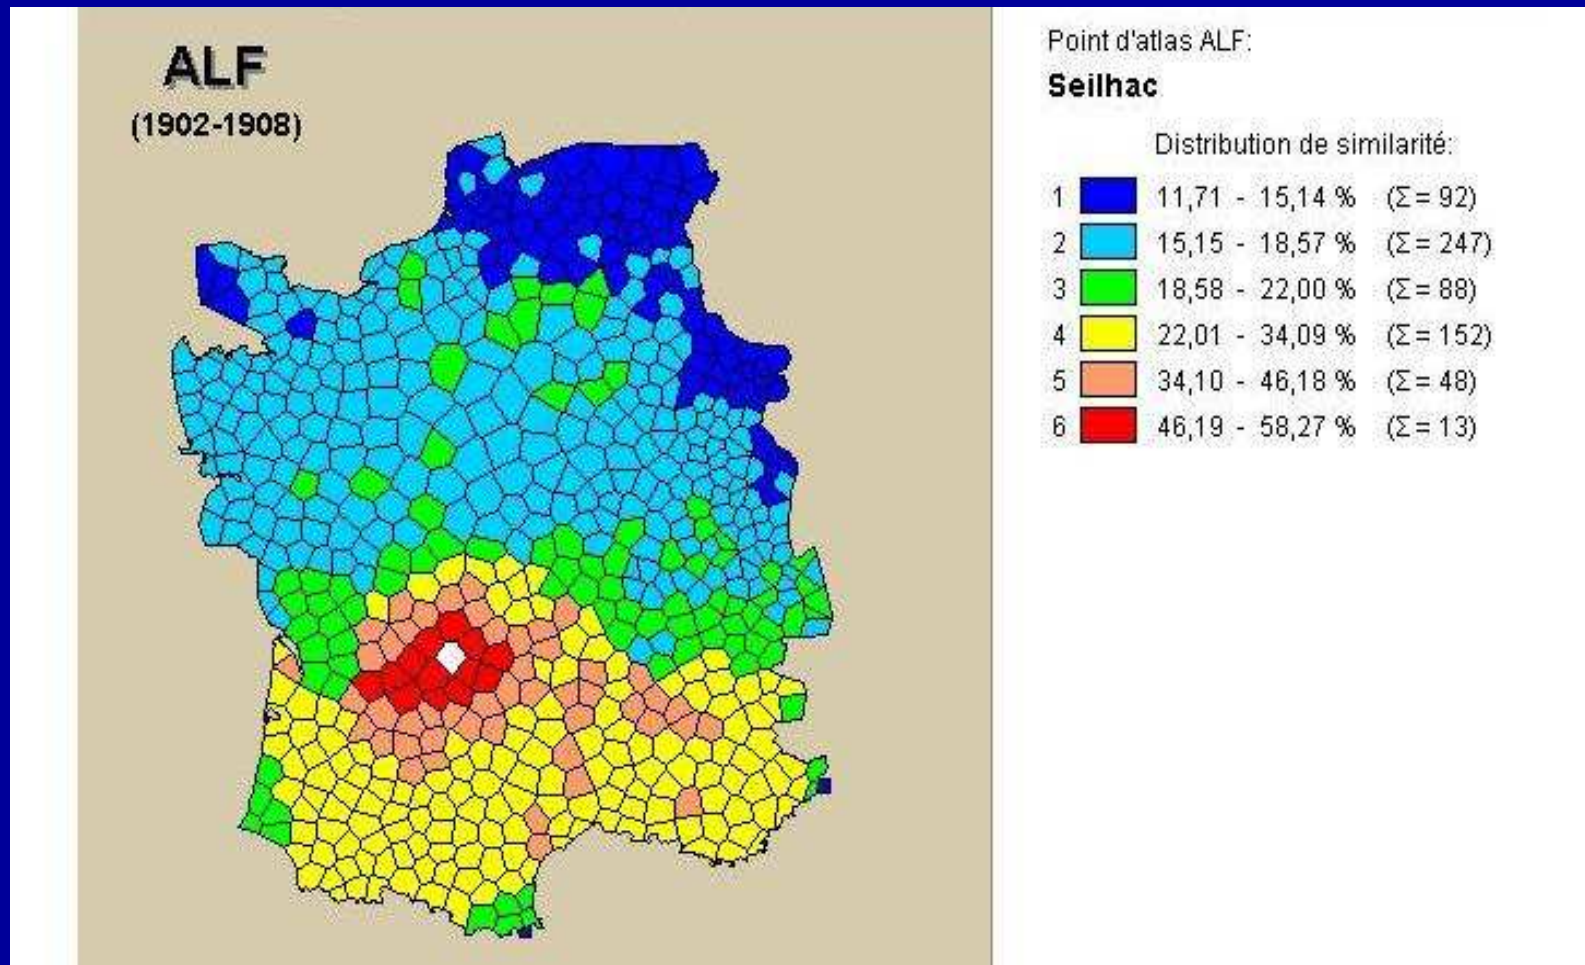 ALF
(1902-1908)
Point d'atlas ALF:
Seilhac
Distribution de similarité:
1 11,71 - 15,14 % (Σ = 92)
2 15,15 - 18,57 % (Σ = 247)
3 18,58 - 22,00 % (Σ = 88)
4 22,01 - 34,09 % (Σ = 152)
5 34,10 - 46,18 % (Σ = 48)
6 46,19 - 58,27 % (Σ = 13)